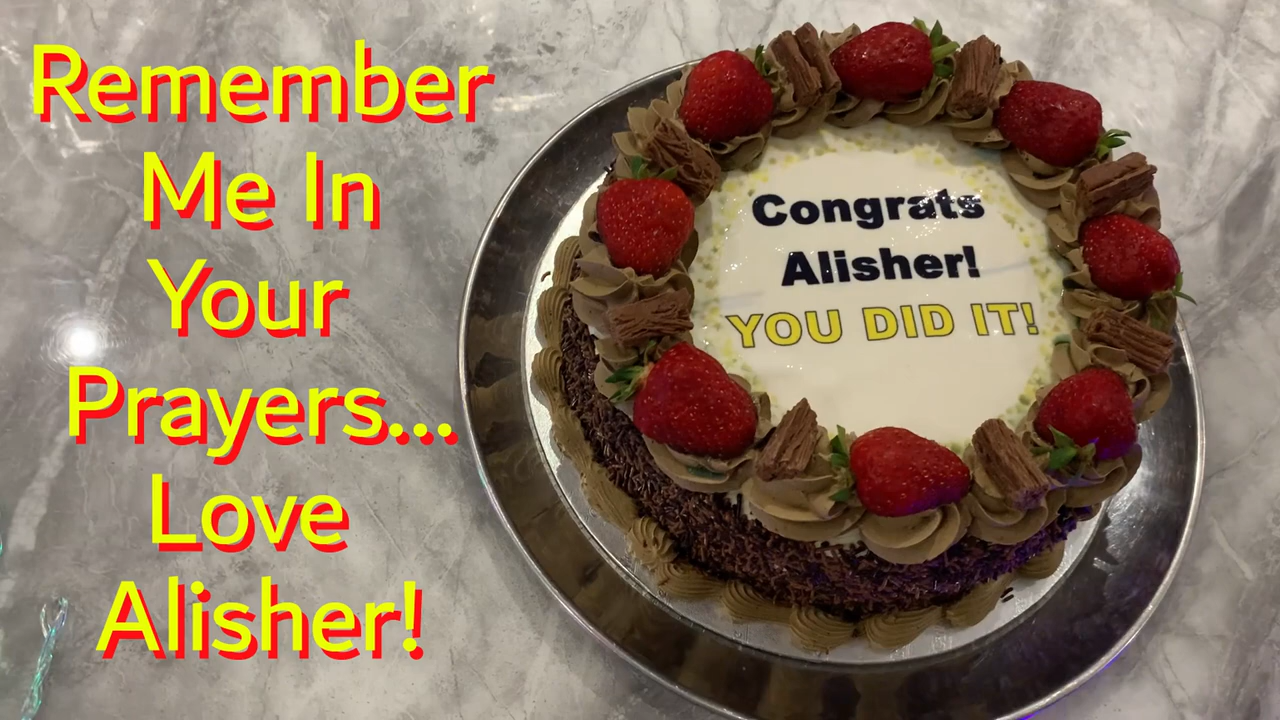 Remember
Me In
Your
Prayers...
Love
Alisher!
Congrats
Alisher!
YOU DID IT!